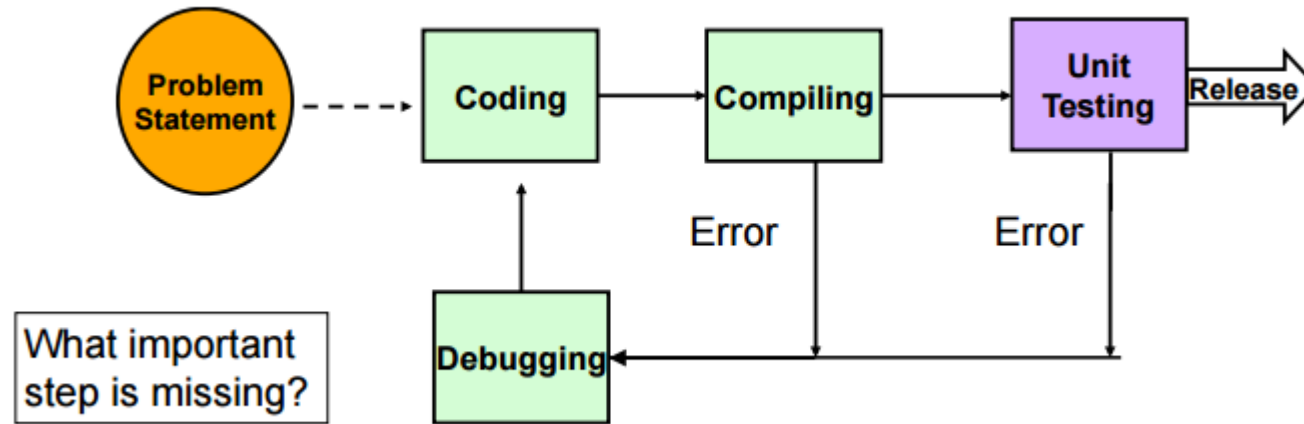 Problem
Statement
Coding
Compiling
Unit
Testing
Release
Error
Error
Debugging
What important
step is missing?